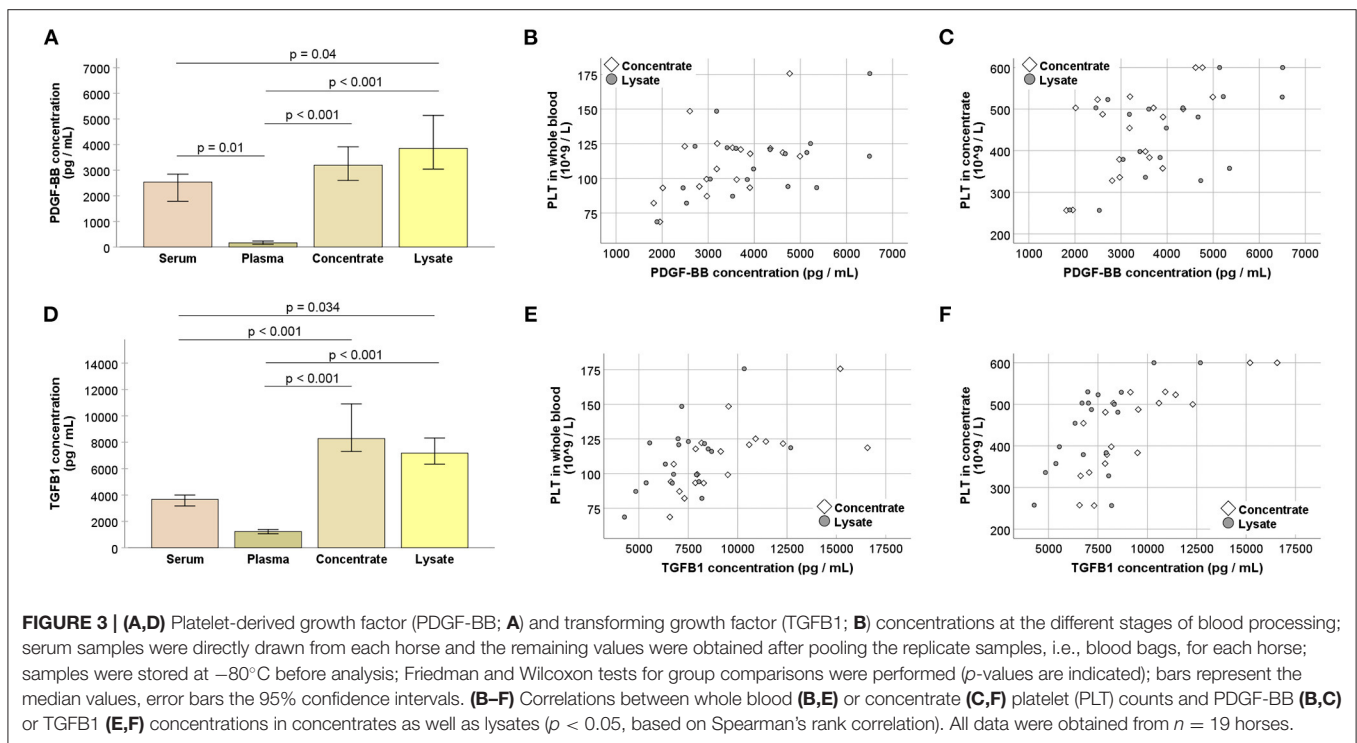 A
p = 0.04
p < 0.001
p < 0.001
p = 0.01
PDGF-BB concentration
(pg / mL)
7000
6000
5000
4000
3000
2000
1000
0
Serum Plasma Concentrate Lysate
B
Concentrate
Lysate
PLT in whole blood
(10^9 / L)
175
150
125
100
75
1000 2000 3000 4000 5000 6000 7000
PDGF-BB concentration (pg / mL)
C
Concentrate
Lysate
PLT in concentrate
(10^9 / L)
600
500
400
300
200
1000 2000 3000 4000 5000 6000 7000
PDGF-BB concentration (pg / mL)
D
p = 0.034
p < 0.001
p < 0.001
p < 0.001
TGFB1 concentration
(pg / mL)
14000
12000
10000
8000
6000
4000
2000
0
Serum Plasma Concentrate Lysate
E
PLT in whole blood
(10^9 / L)
175
150
125
100
75
Concentrate
Lysate
5000 7500 10000 12500 15000 17500
TGFB1 concentration (pg / mL)
F
PLT in concentrate
(10^9 / L)
600
500
400
300
200
Concentrate
Lysate
5000 7500 10000 12500 15000 17500
TGFB1 concentration (pg / mL)
FIGURE 3 | (A,D) Platelet-derived growth factor (PDGF-BB; A) and transforming growth factor (TGFB1; B) concentrations at the different stages of blood processing;
serum samples were directly drawn from each horse and the remaining values were obtained after pooling the replicate samples, i.e., blood bags, for each horse;
samples were stored at −80°C before analysis; Friedman and Wilcoxon tests for group comparisons were performed (p-values are indicated); bars represent the
median values, error bars the 95% confidence intervals. (B–F) Correlations between whole blood (B,E) or concentrate (C,F) platelet (PLT) counts and PDGF-BB (B,C)
or TGFB1 (E,F) concentrations in concentrates as well as lysates (p < 0.05, based on Spearman's rank correlation). All data were obtained from n = 19 horses.